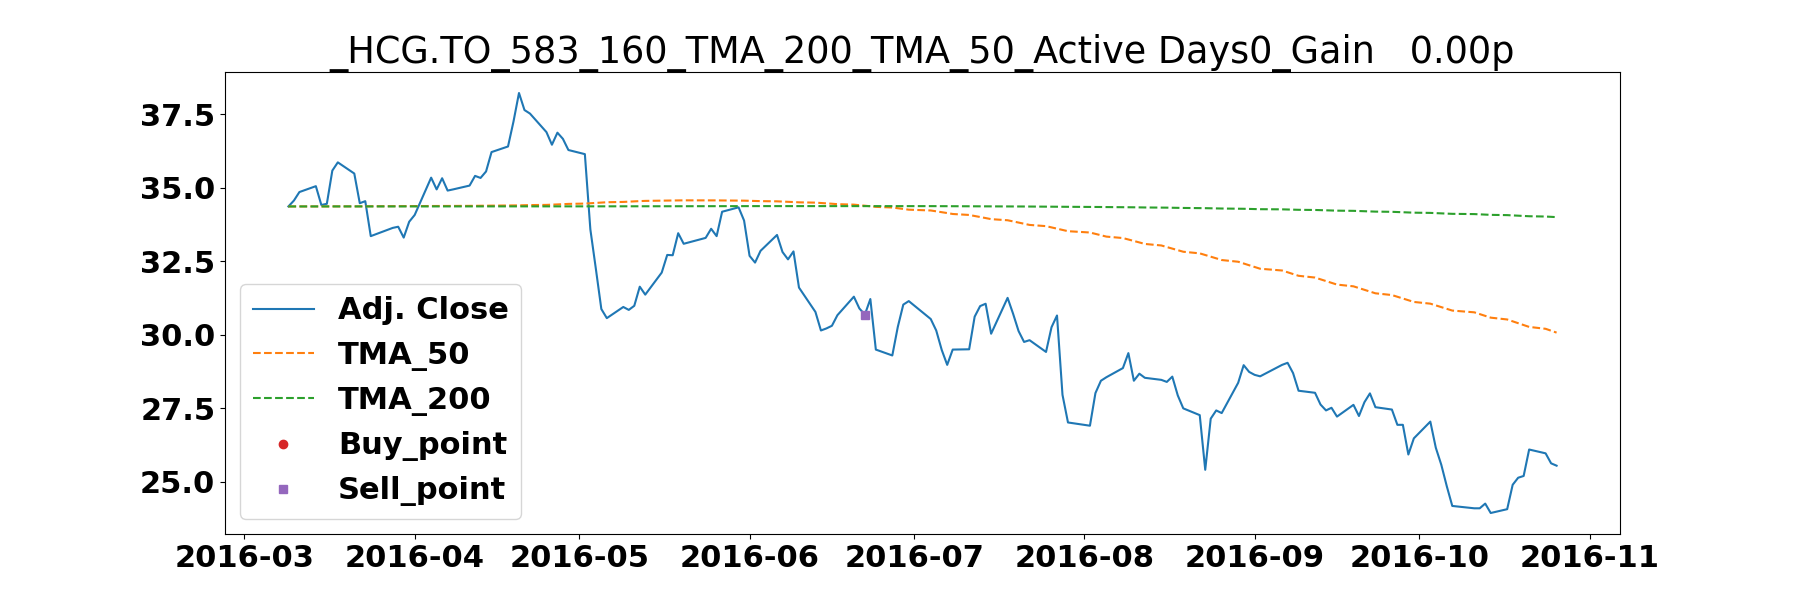 _HCG.TO_583_160_TMA_200_TMA_50_Active Days0_Gain   0.00p
37.5
35.0
32.5
30.0
27.5
25.0
Adj. Close
TMA_50
TMA_200
Buy_point
Sell_point
2016-03 2016-04 2016-05 2016-06 2016-07 2016-08 2016-09 2016-10 2016-11